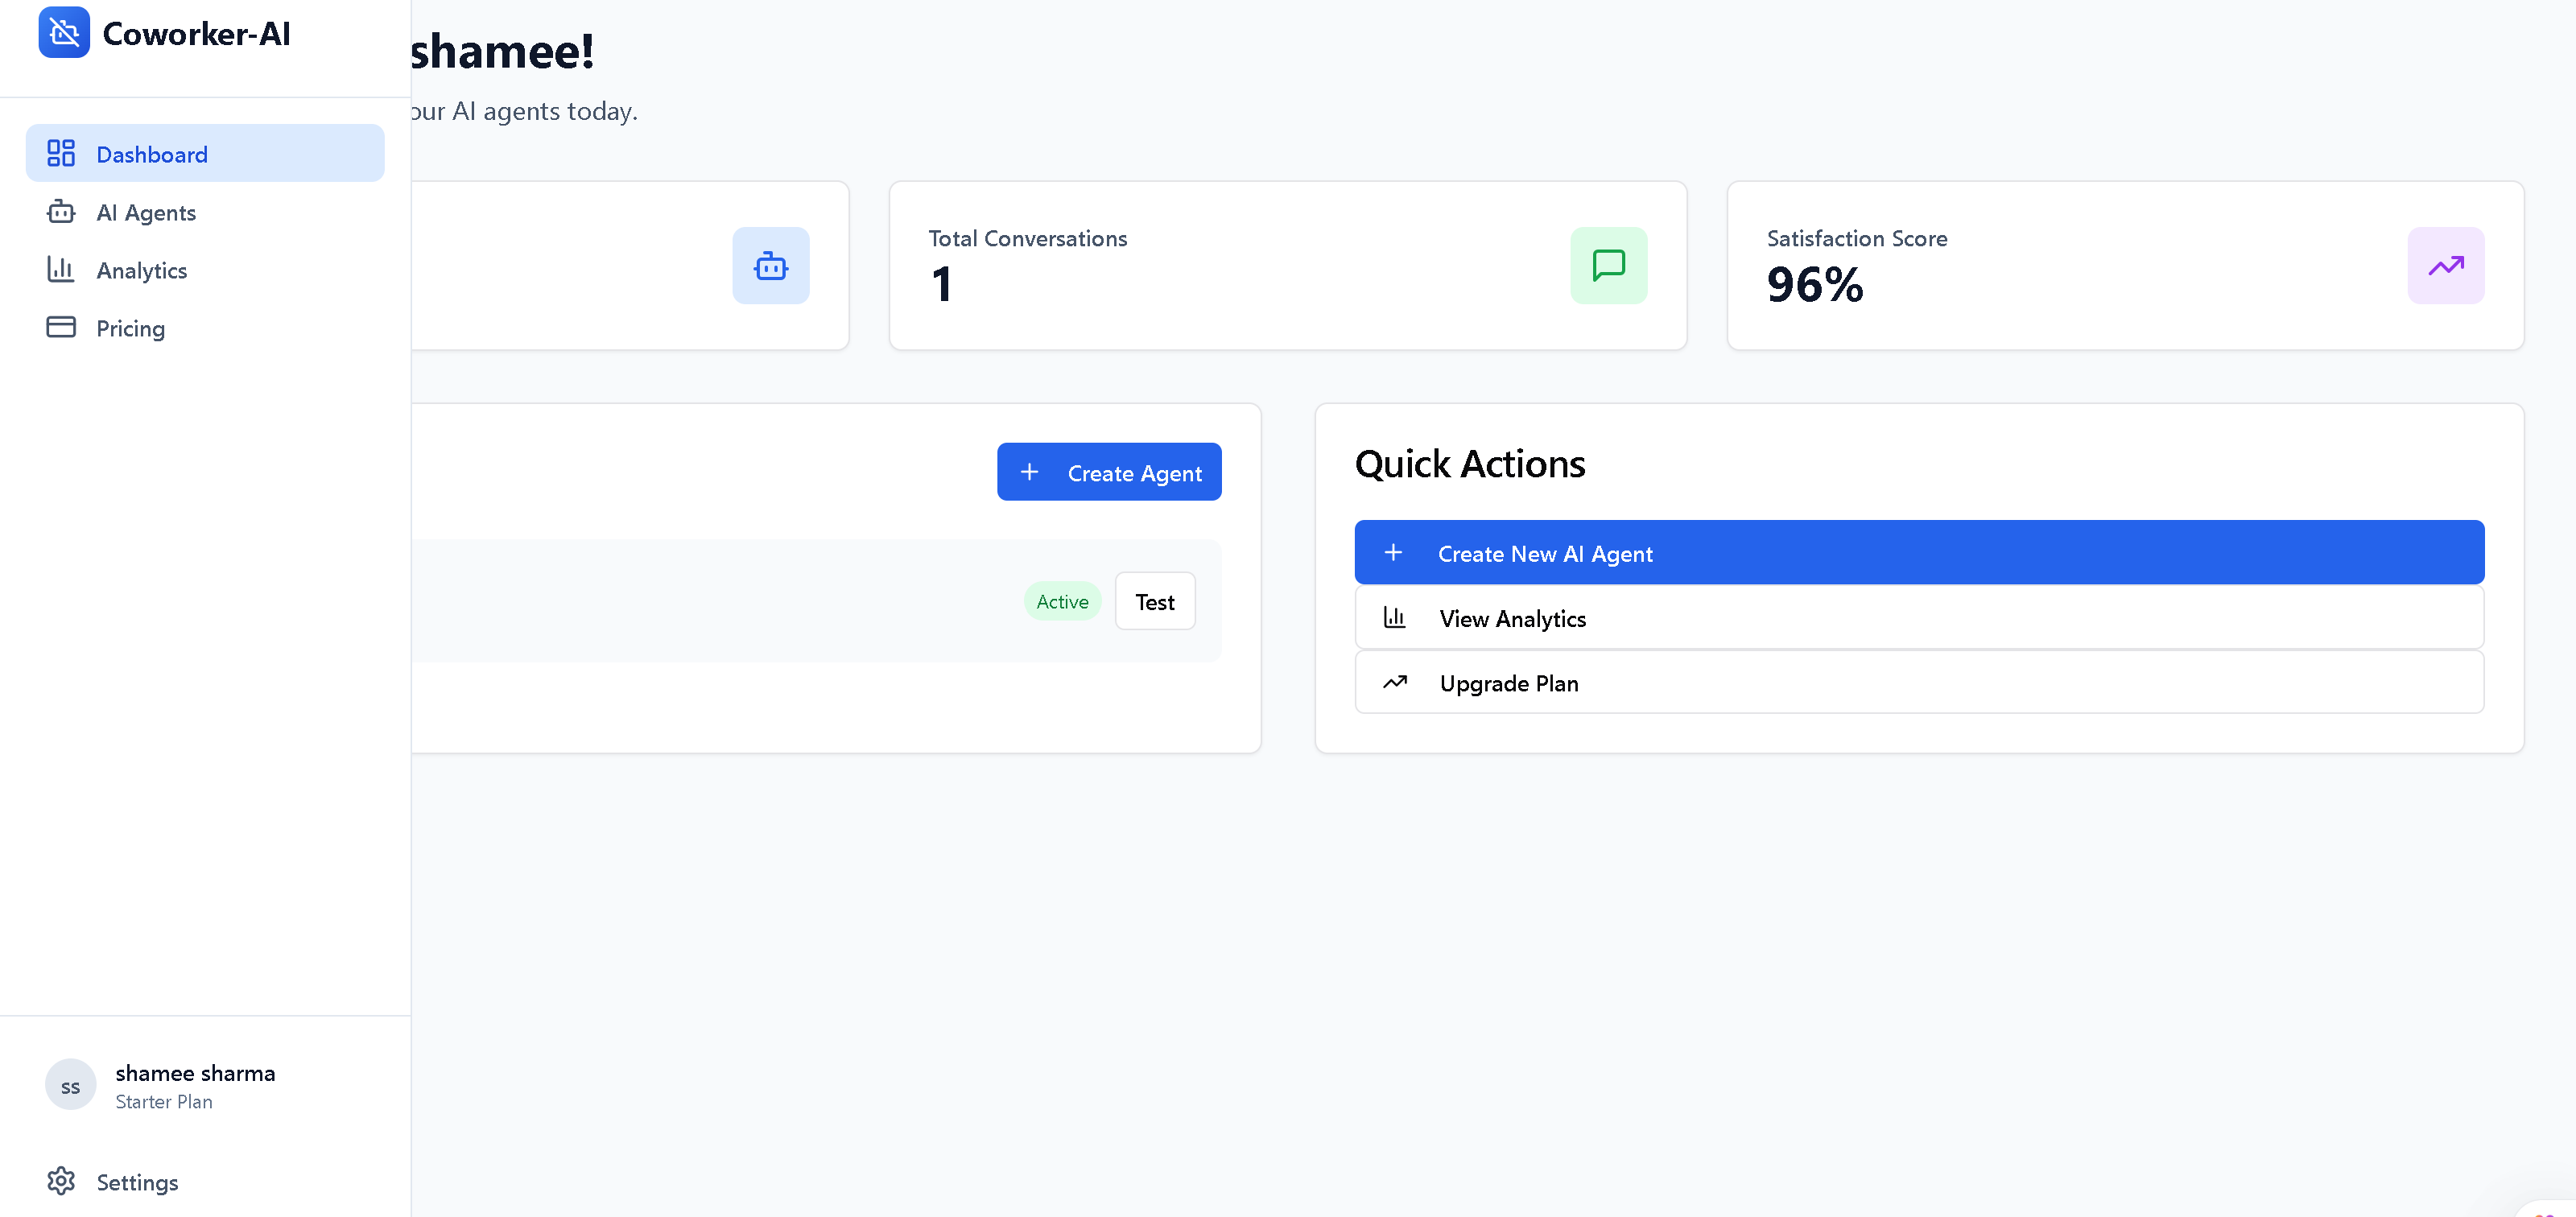 Coworker-AI
Dashboard
AI Agents
Analytics
Pricing
shamee sharma
Starter Plan
ss
Settings
shamee!
our AI agents today.
Total Conversations
1
Satisfaction Score
96%
Create Agent
Active
Test
Quick Actions
Create New AI Agent
View Analytics
Upgrade Plan